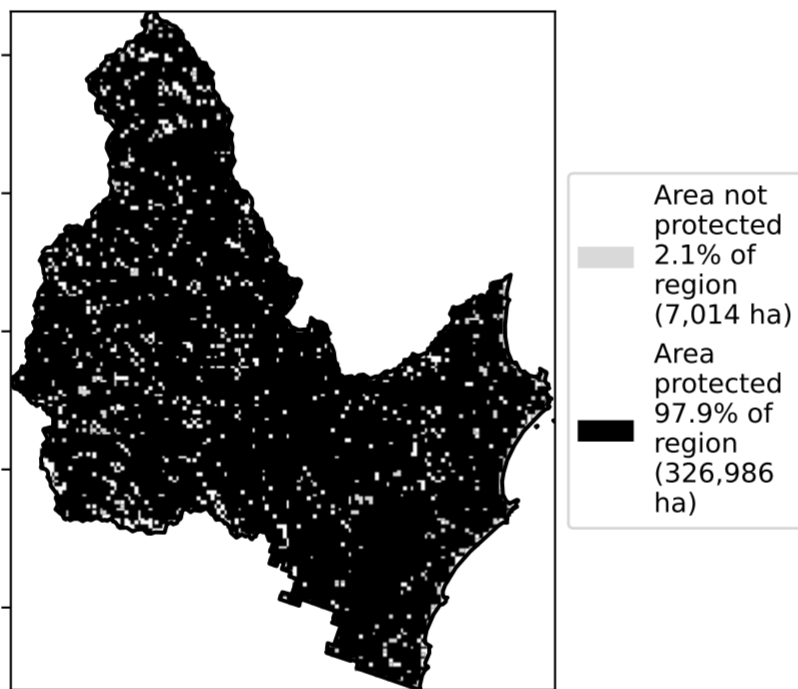 Area not
protected
2.1% of
region
(7,014 ha)
Area
protected
97.9% of
region
(326,986
ha)